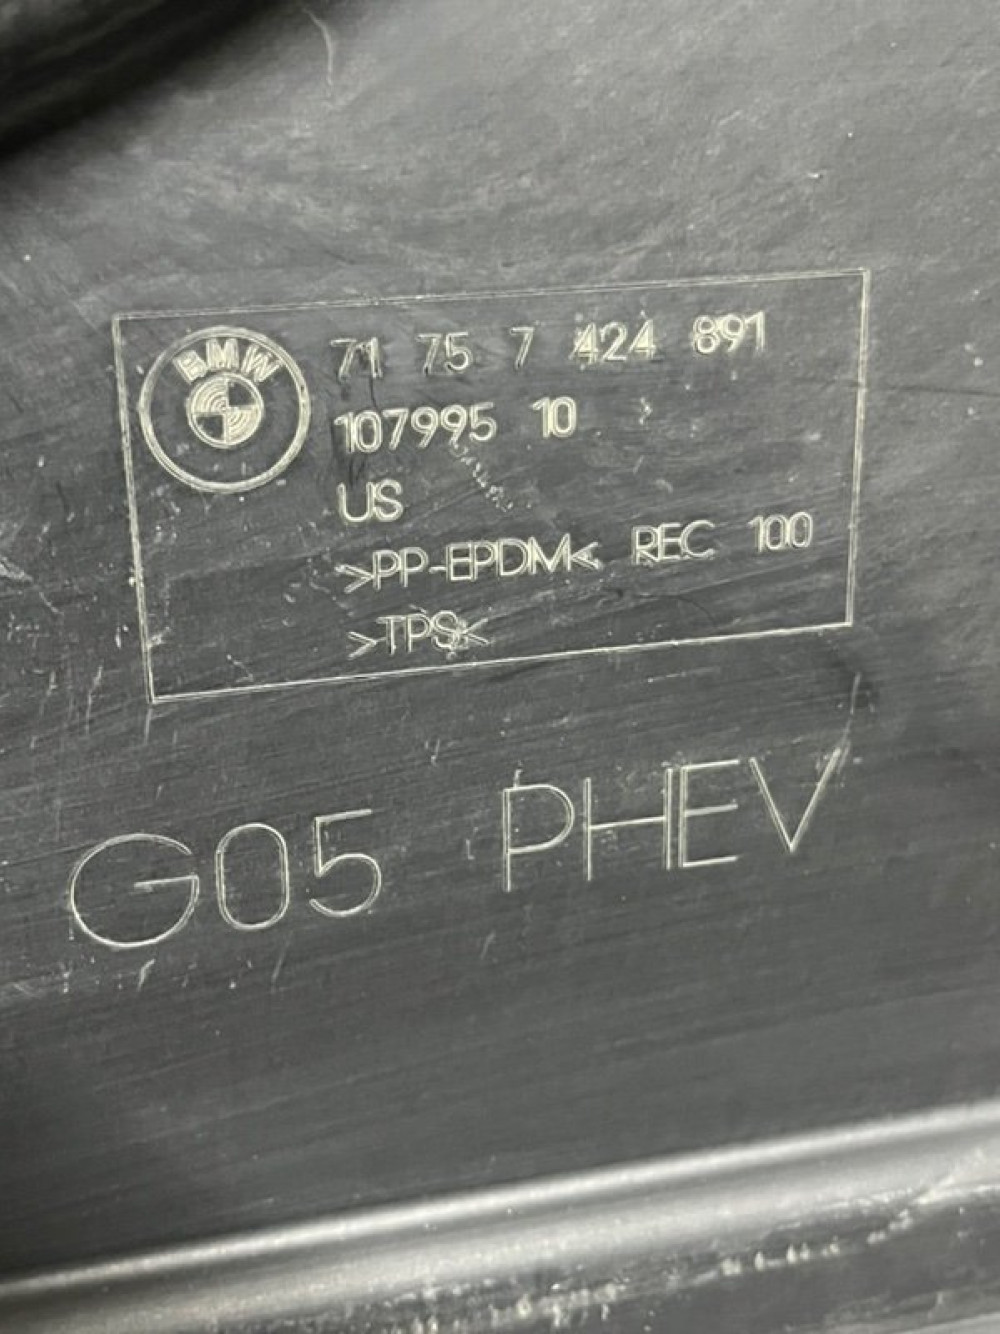 BMW
71 75 7 424 891
107995 10
US
>PP-EPDM< REC 100
>TPS<
G05 PHEV